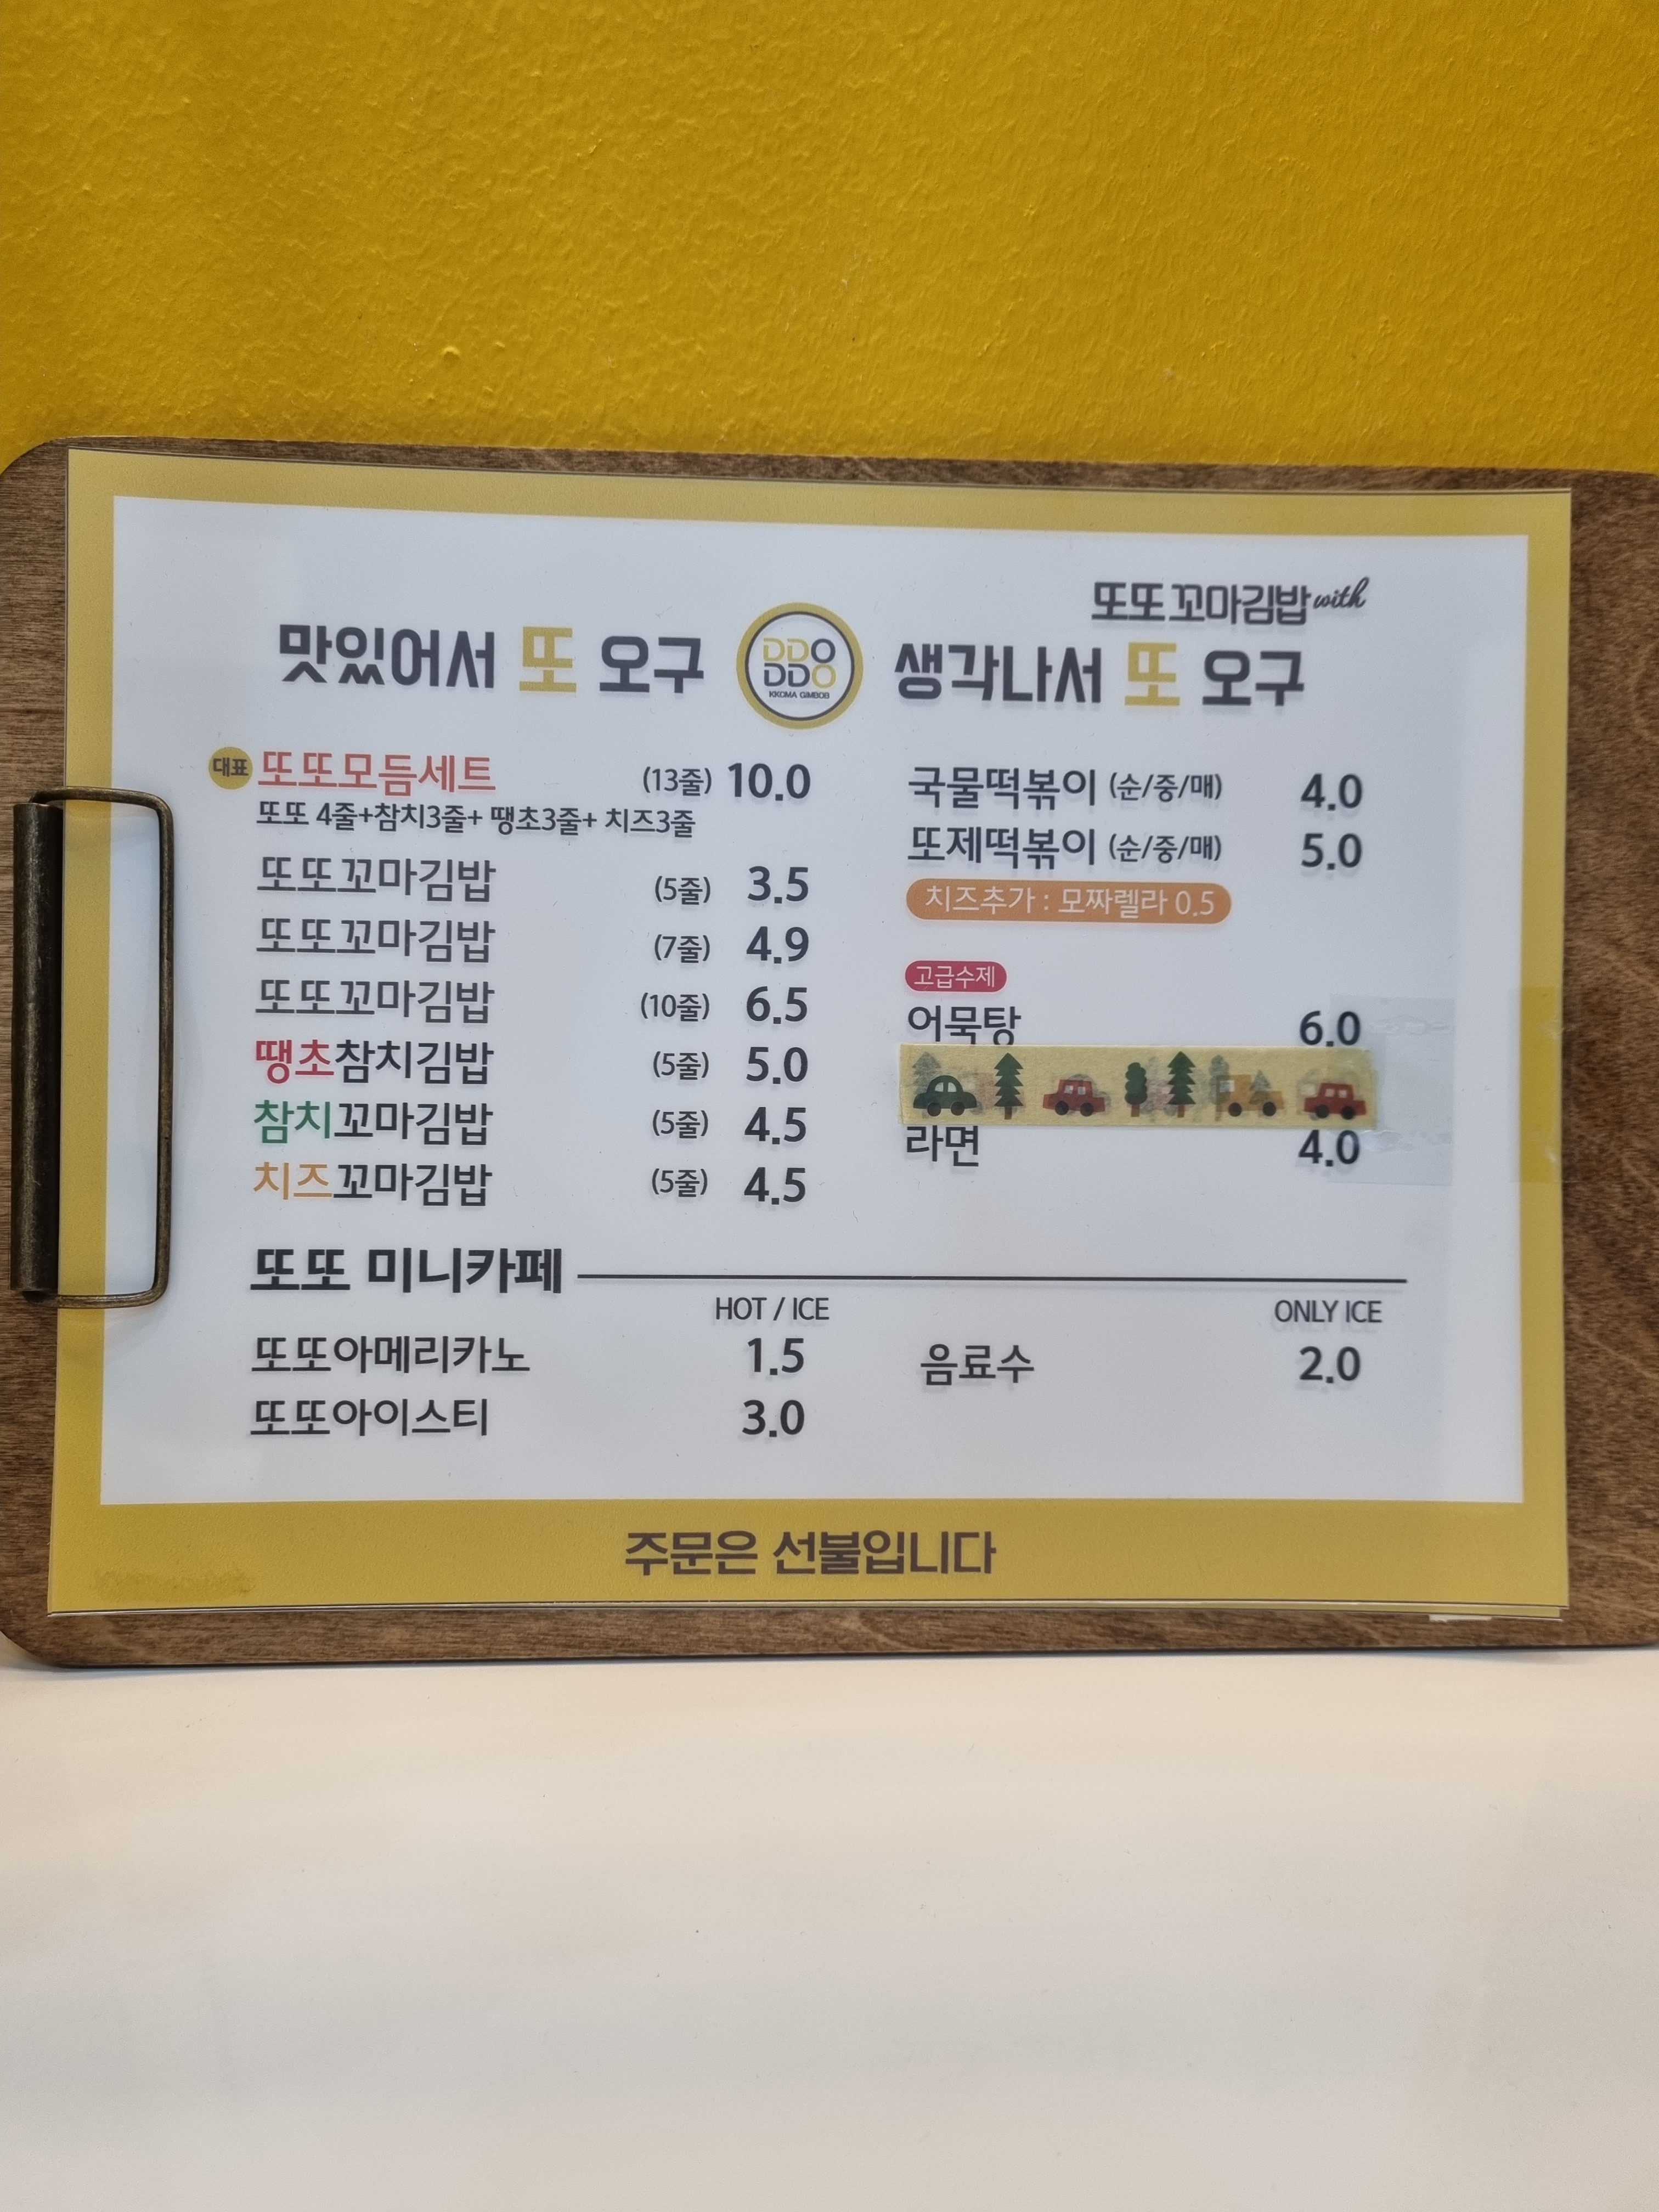 또또꼬마김밥 with
맛있어서 또 오구
DDO
DDO
KKOMA GIMBOB
생각나서 또 오구
대표 또또모듬세트 (13줄) 10.0
또또 4줄+참치3줄+ 땡초3줄+ 치즈3줄
또또꼬마김밥 (5줄) 3.5
또또꼬마김밥 (7줄) 4.9
또또꼬마김밥 (10줄) 6.5
땡초참치김밥 (5줄) 5.0
참치꼬마김밥 (5줄) 4.5
치즈꼬마김밥 (5줄) 4.5
국물떡볶이 (순/중/매) 4.0
또제떡볶이 (순/중/매) 5.0
치즈추가 : 모짜렐라 0.5
고급수제
어묵탕 6.0
라면 4.0
또또 미니카페
HOT / ICE
또또아메리카노 1.5
또또아이스티 3.0
ONLY ICE
음료수 2.0
주문은 선불입니다